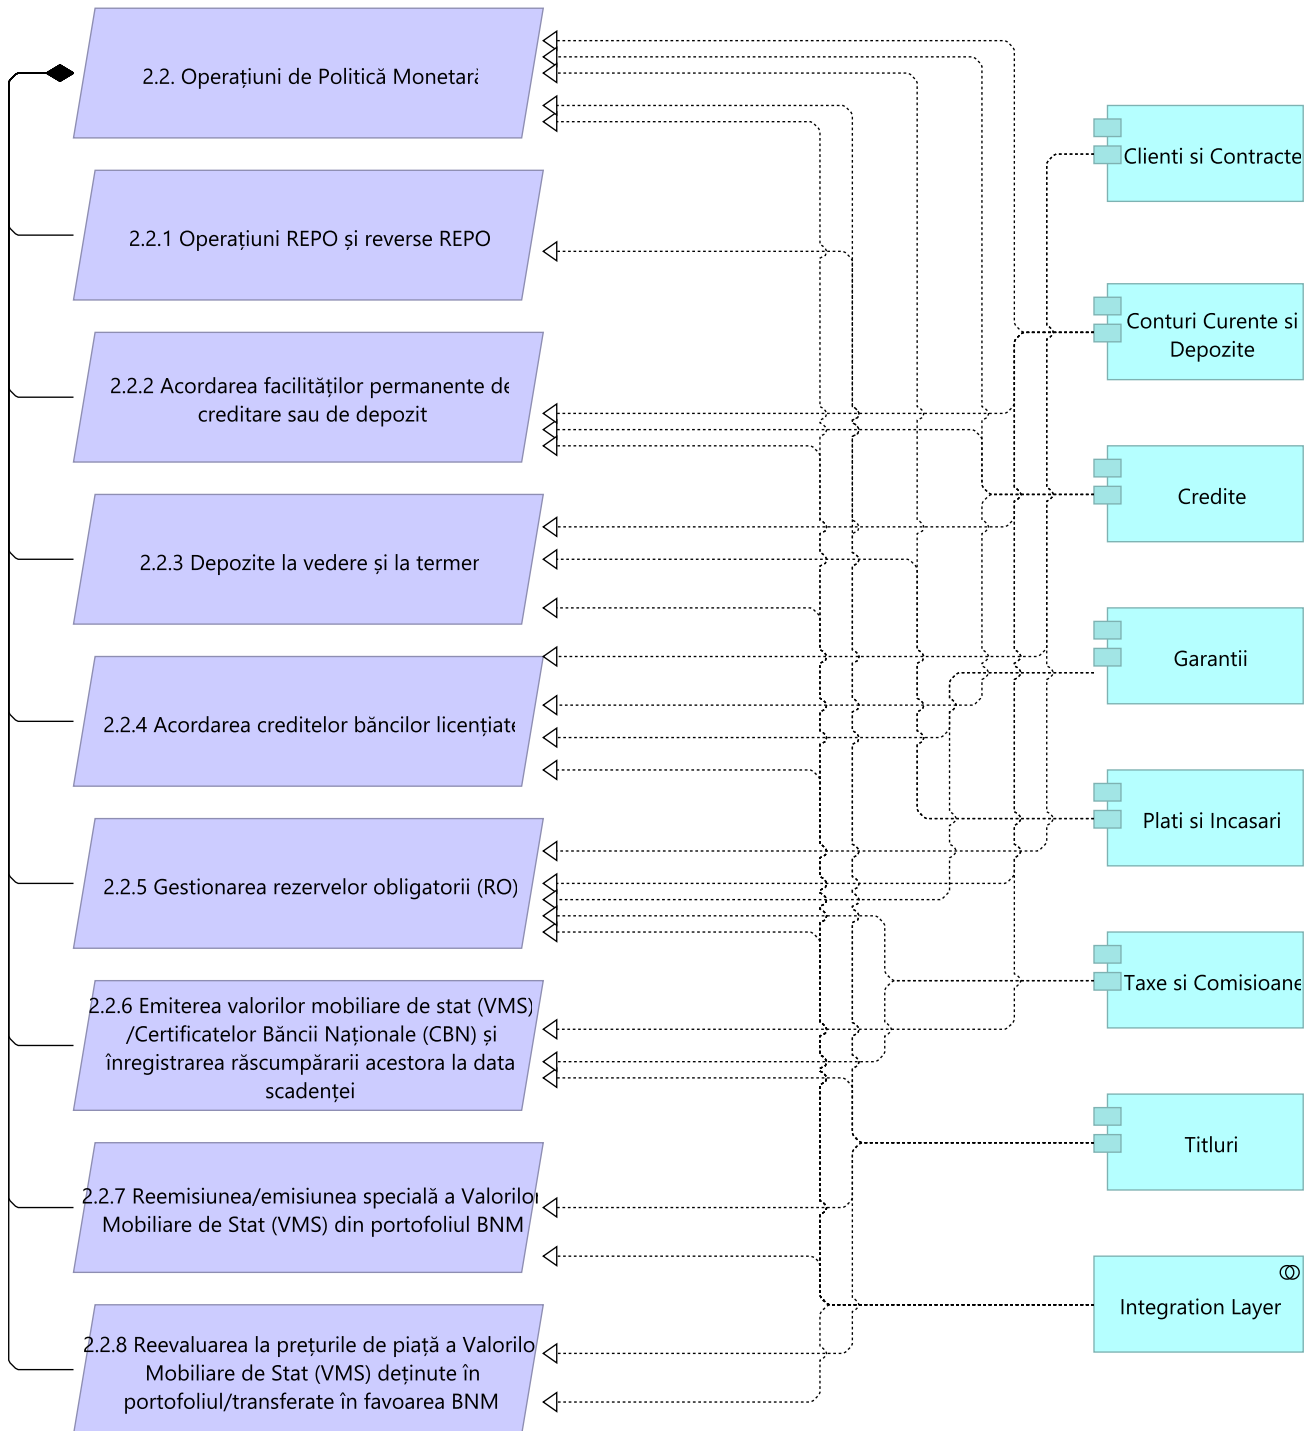 2.2. Operațiuni de Politică Monetară
2.2.1 Operațiuni REPO și reverse REPO
2.2.2 Acordarea facilităților permanente de
creditare sau de depozit
2.2.3 Depozite la vedere și la termen
2.2.4 Acordarea creditelor băncilor licențiate
2.2.5 Gestionarea rezervelor obligatorii (RO)
2.2.6 Emiterea valorilor mobiliare de stat (VMS)
/Certificatelor Băncii Naționale (CBN) și
înregistrarea răscumpărarii acestora la data
scadenței
2.2.7 Reemisiunea/emisiunea specială a Valorilor
Mobiliare de Stat (VMS) din portofoliul BNM
2.2.8 Reevaluarea la prețurile de piață a Valorilo
Mobiliare de Stat (VMS) deținute în
portofoliul/transferate în favoarea BNM
Clienti si Contracte
Conturi Curente si
Depozite
Credite
Garantii
Plati si Incasari
Taxe si Comisioane
Titluri
Integration Layer